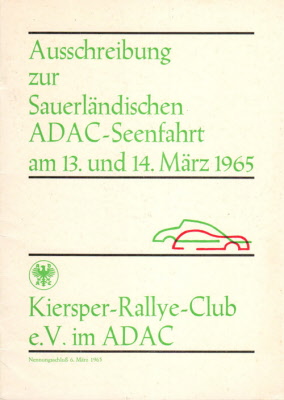 Ausschreibung
zur
Sauerländischen
ADAC-Seenfahrt
am 13. und 14. März 1965
Kiersper-Rallye-Club
e.V. im ADAC
Nennungsschluß 6. März 1965